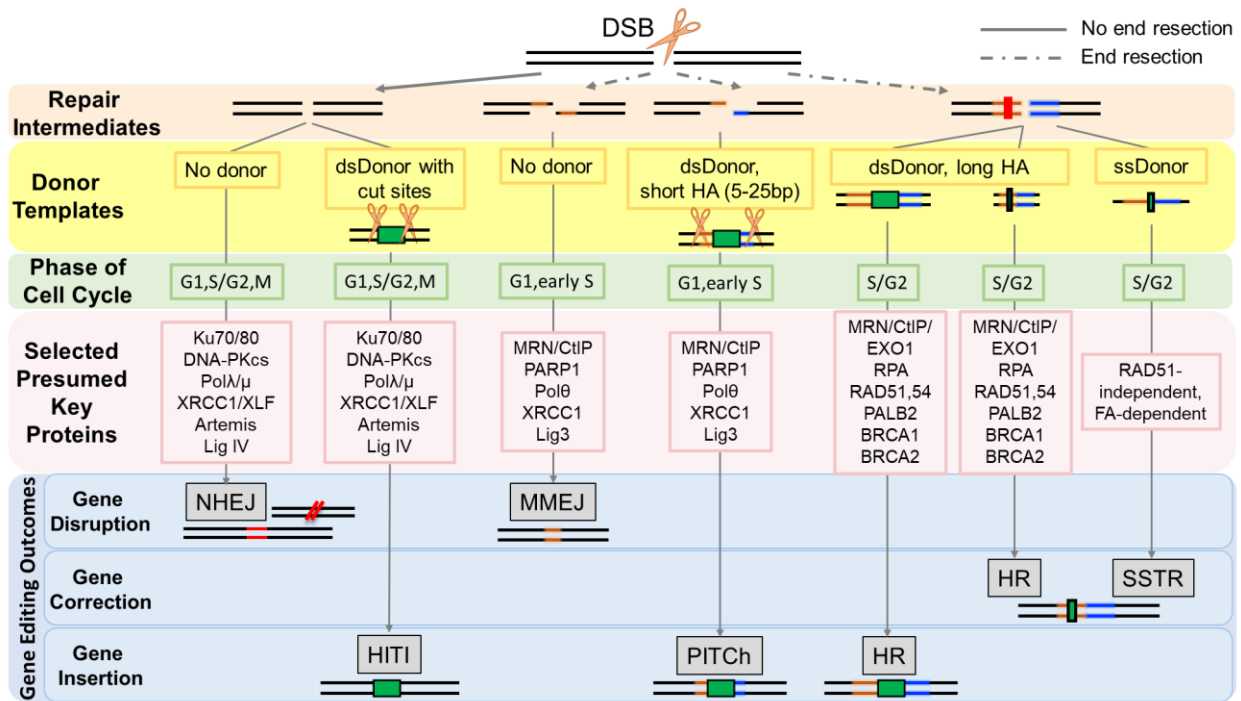 DSB
No end resection
End resection
Repair
Intermediates
Donor
Templates
No donor
dsDonor with
cut sites
No donor
dsDonor,
short HA (5-25bp)
dsDonor, long HA
ssDonor
Phase of
Cell Cycle
G1,S/G2,M
G1,S/G2,M
G1,early S
G1,early S
S/G2
S/G2
S/G2
Selected
Presumed
Key
Proteins
Ku70/80
DNA-PKcs
Polλ/μ
XRCC1/XLF
Artemis
Lig IV
Ku70/80
DNA-PKcs
Polλ/μ
XRCC1/XLF
Artemis
Lig IV
MRN/CtIP
PARP1
Polθ
XRCC1
Lig3
MRN/CtIP
PARP1
Polθ
XRCC1
Lig3
MRN/CtIP/
EXO1
RPA
RAD51,54
PALB2
BRCA1
BRCA2
MRN/CtIP/
EXO1
RPA
RAD51,54
PALB2
BRCA1
BRCA2
RAD51-
independent,
FA-dependent
Gene Editing Outcomes
Gene
Disruption
NHEJ
MMEJ
Gene
Correction
HR
SSTR
Gene
Insertion
HITI
PITCh
HR